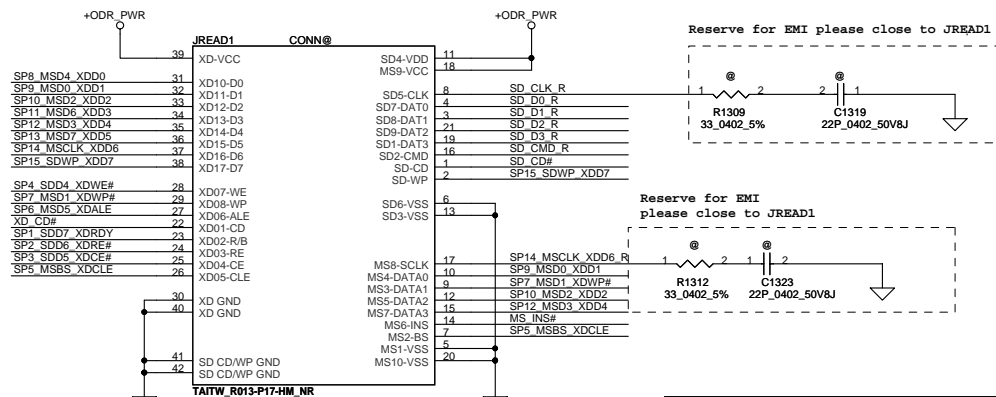 +ODR_PWR
+ODR_PWR
Reserve for EMI please close to JREAD1
JREAD1 CONN@
39 XD-VCC
SD4-VDD 11
MS9-VCC 18
SP8_MSD4_XDD0 31 XD10-D0
SP9_MSD0_XDD1 32 XD11-D1
SP10_MSD2_XDD2 33 XD12-D2
SP11_MSD6_XDD3 34 XD13-D3
SP12_MSD3_XDD4 35 XD14-D4
SP13_MSD7_XDD5 36 XD15-D5
SP14_MSCLK_XDD6 37 XD16-D6
SP15_SDWP_XDD7 38 XD17-D7
SD5-CLK 8 SD_CLK_R
SD7-DAT0 4 SD_D0_R
SD8-DAT1 3 SD_D1_R
SD9-DAT2 21 SD_D2_R
SD1-DAT3 19 SD_D3_R
SD2-CMD 16 SD_CMD_R
SD-CD 1 SD_CD#
SD-WP 2 SP15_SDWP_XDD7
1 @ 2
R1309
33_0402_5%
2 @ 1
C1319
22P_0402_50V8J
SP4_SDD4_XDWE# 28 XD07-WE
SP7_MSD1_XDWP# 29 XD08-WP
SP6_MSD5_XDALE 27 XD06-ALE
XD_CD# 22 XD01-CD
SP1_SDD7_XDRDY 23 XD02-R/B
SP2_SDD6_XDRE# 24 XD03-RE
SP3_SDD5_XDCE# 25 XD04-CE
SP5_MSBS_XDCLE 26 XD05-CLE
SD6-VSS 6
SD3-VSS 13
Reserve for EMI
please close to JREAD1
MS8-SCLK 17 SP14_MSCLK_XDD6_R
MS4-DATA0 10 SP9_MSD0_XDD1
MS3-DATA1 9 SP7_MSD1_XDWP#
MS5-DATA2 12 SP10_MSD2_XDD2
MS7-DATA3 15 SP12_MSD3_XDD4
MS6-INS 14 MS_INS#
MS2-BS 7 SP5_MSBS_XDCLE
MS1-VSS 5
MS10-VSS 20
1 @ 2
R1312
33_0402_5%
1 @ 2
C1323
22P_0402_50V8J
30 XD GND
40 XD GND
41 SD CD/WP GND
42 SD CD/WP GND
TAITW_R013-P17-HM_NR